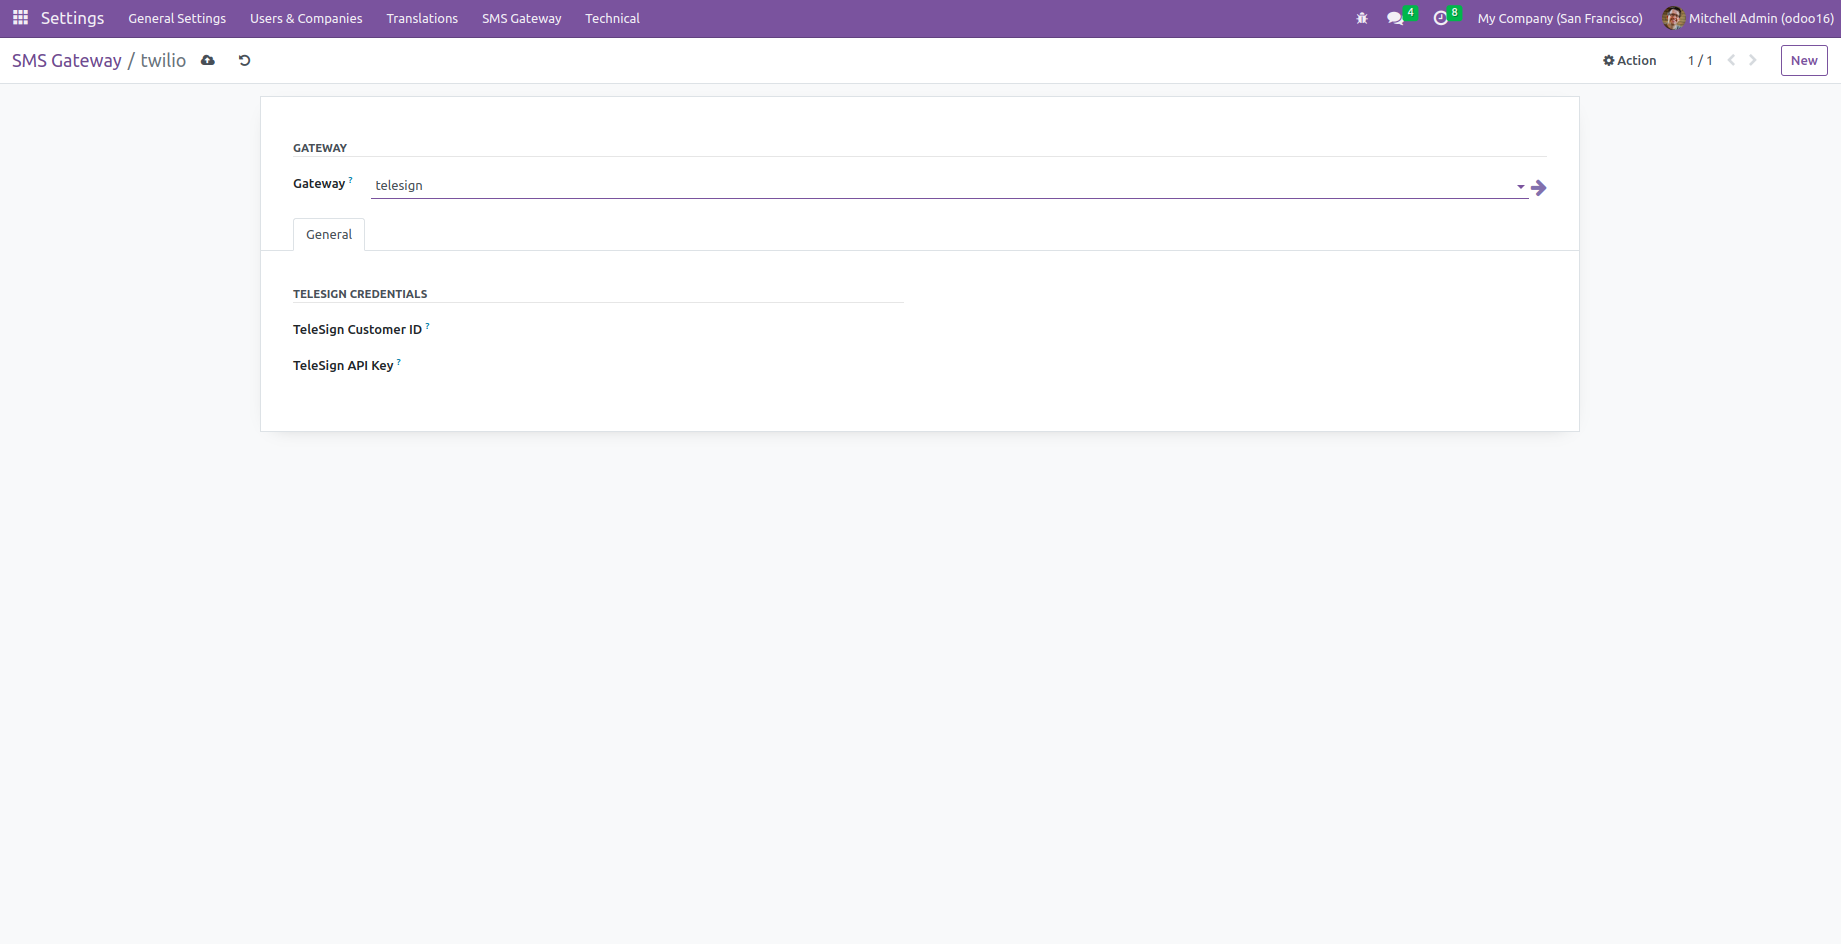 Settings General Settings Users & Companies Translations SMS Gateway Technical 4 8 My Company (San Francisco) Mitchell Admin (odoo16)
SMS Gateway / twilio Action 1 / 1 New
GATEWAY
Gateway ? telesign
General
TELESIGN CREDENTIALS
TeleSign Customer ID ?
TeleSign API Key ?